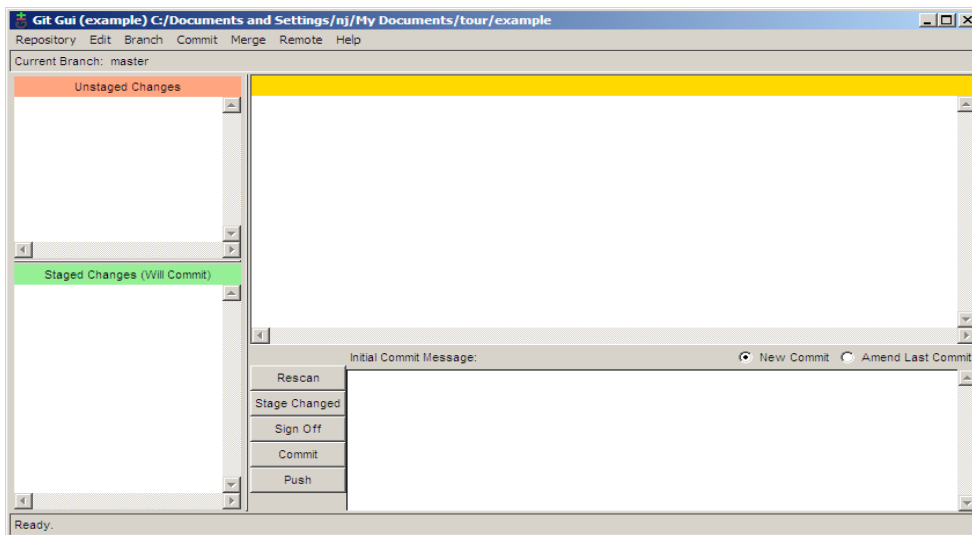 Git Gui (example) C:/Documents and Settings/nj/My Documents/tour/example
Repository Edit Branch Commit Merge Remote Help
Current Branch: master
Unstaged Changes
Staged Changes (Will Commit)
Initial Commit Message:
New Commit
Amend Last Commit
Rescan
Stage Changed
Sign Off
Commit
Push
Ready.